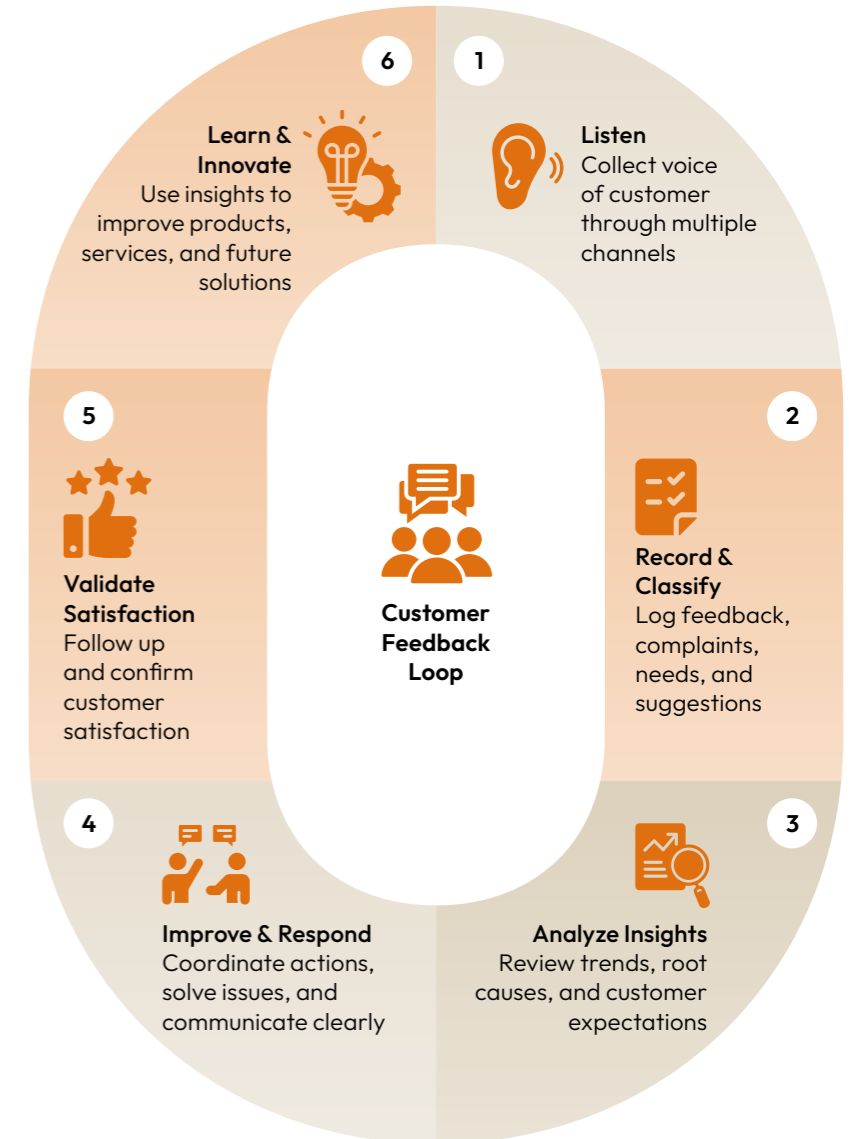 1
Listen
Collect voice
of customer
through multiple
channels
2
Record &
Classify
Log feedback,
complaints,
needs, and
suggestions
3
Analyze Insights
Review trends, root
causes, and customer
expectations
4
Improve & Respond
Coordinate actions,
solve issues, and
communicate clearly
5
Validate
Satisfaction
Follow up
and confirm
customer
satisfaction
6
Learn &
Innovate
Use insights to
improve products,
services, and future
solutions
Customer
Feedback
Loop